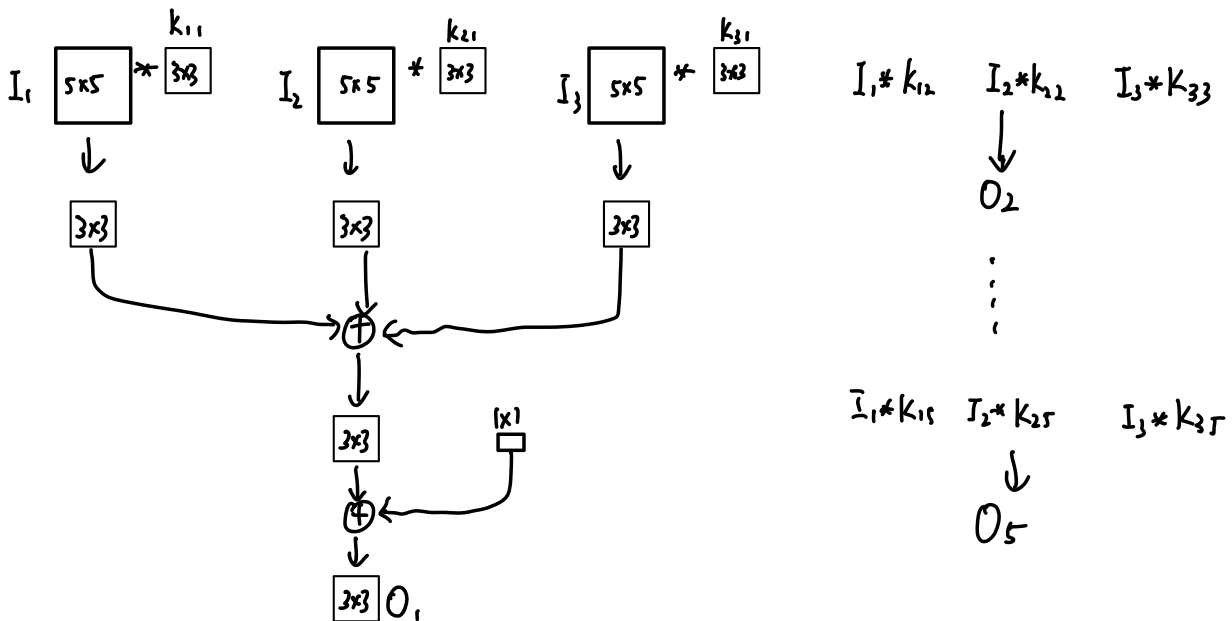 k₁₁ k₂₁ k₃₁
I₁ 5x5 * 3x3 I₂ 5x5 * 3x3 I₃ 5x5 * 3x3 I₁*k₁₂ I₂*k₂₂ I₃*K₃₃
O₂
3x3 3x3 3x3
+
I₁*K₁₅ I₂*K₂₅ I₃*K₃₅
1x1
3x3
+
O₅
3x3 O₁